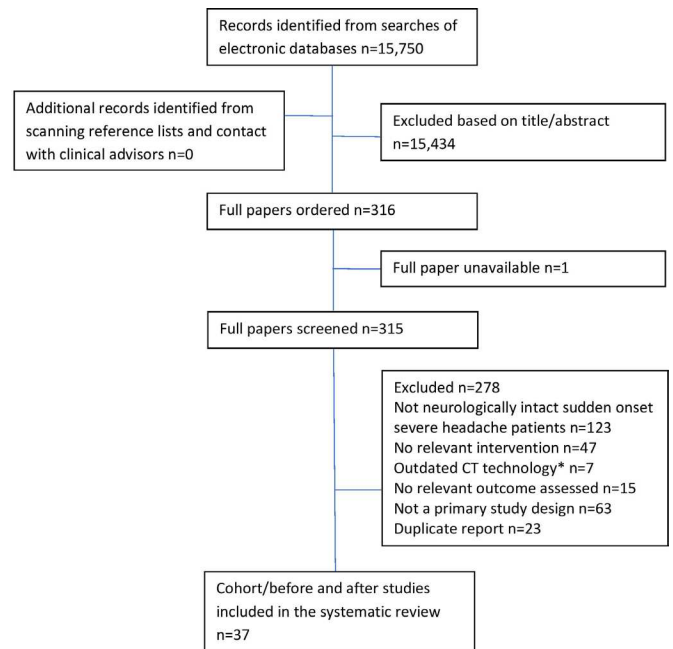 Records identified from searches of
electronic databases n=15,750
Additional records identified from
scanning reference lists and contact
with clinical advisors n=0
Excluded based on title/abstract
n=15,434
Full papers ordered n=316
Full paper unavailable n=1
Full papers screened n=315
Excluded n=278
Not neurologically intact sudden onset
severe headache patients n=123
No relevant intervention n=47
Outdated CT technology* n=7
No relevant outcome assessed n=15
Not a primary study design n=63
Duplicate report n=23
Cohort/before and after studies
included in the systematic review
n=37